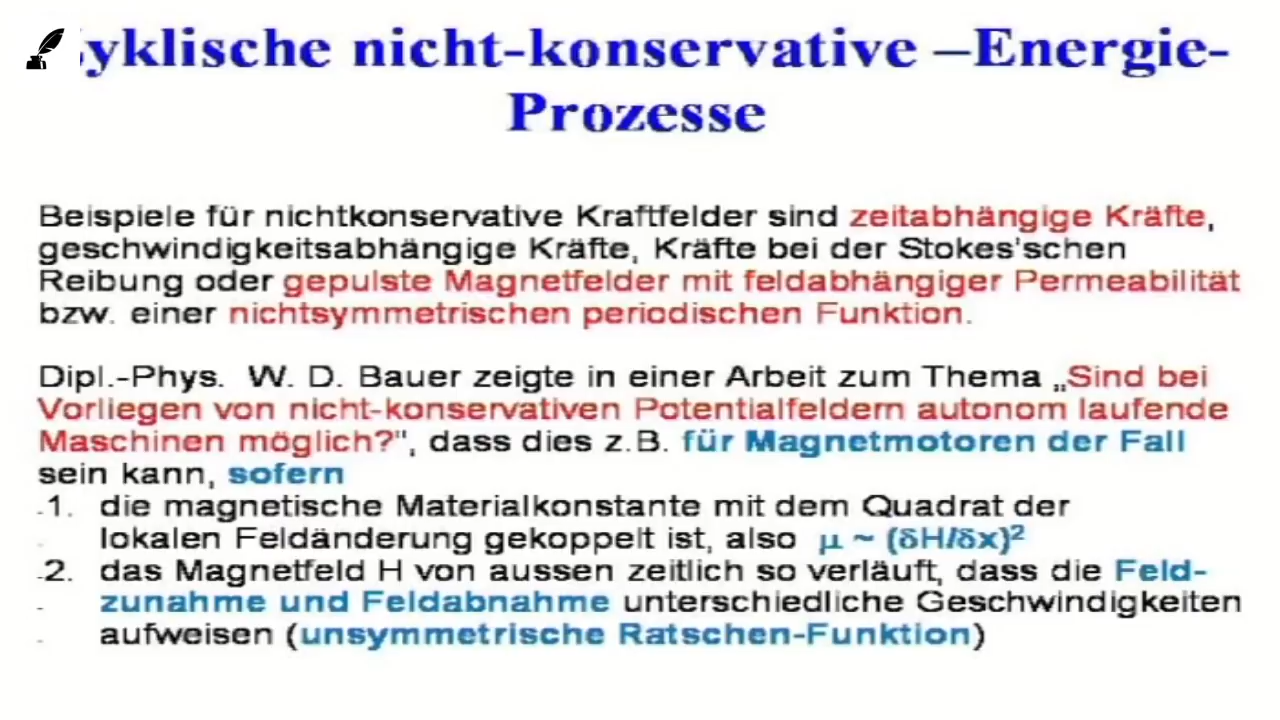 yklische nicht-konservative –Energie-
Prozesse
Beispiele für nichtkonservative Kraftfelder sind zeitabhängige Kräfte,
geschwindigkeitsabhängige Kräfte, Kräfte bei der Stokes'schen
Reibung oder gepulste Magnetfelder mit feldabhängiger Permeabilität
bzw. einer nichtsymmetrischen periodischen Funktion.
Dipl.-Phys. W. D. Bauer zeigte in einer Arbeit zum Thema „Sind bei
Vorliegen von nicht-konservativen Potentialfeldern autonom laufende
Maschinen möglich?", dass dies z.B. für Magnetmotoren der Fall
sein kann, sofern
1. die magnetische Materialkonstante mit dem Quadrat der
lokalen Feldänderung gekoppelt ist, also μ ~ (δH/δx)²
2. das Magnetfeld H von aussen zeitlich so verläuft, dass die Feld-
zunahme und Feldabnahme unterschiedliche Geschwindigkeiten
aufweisen (unsymmetrische Ratschen-Funktion)